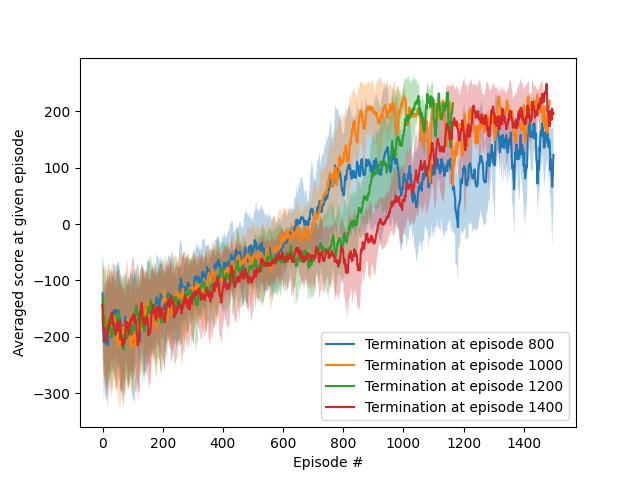 200
100
0
−100
−200
−300
Averaged score at given episode
Termination at episode 800
Termination at episode 1000
Termination at episode 1200
Termination at episode 1400
0 200 400 600 800 1000 1200 1400
Episode #